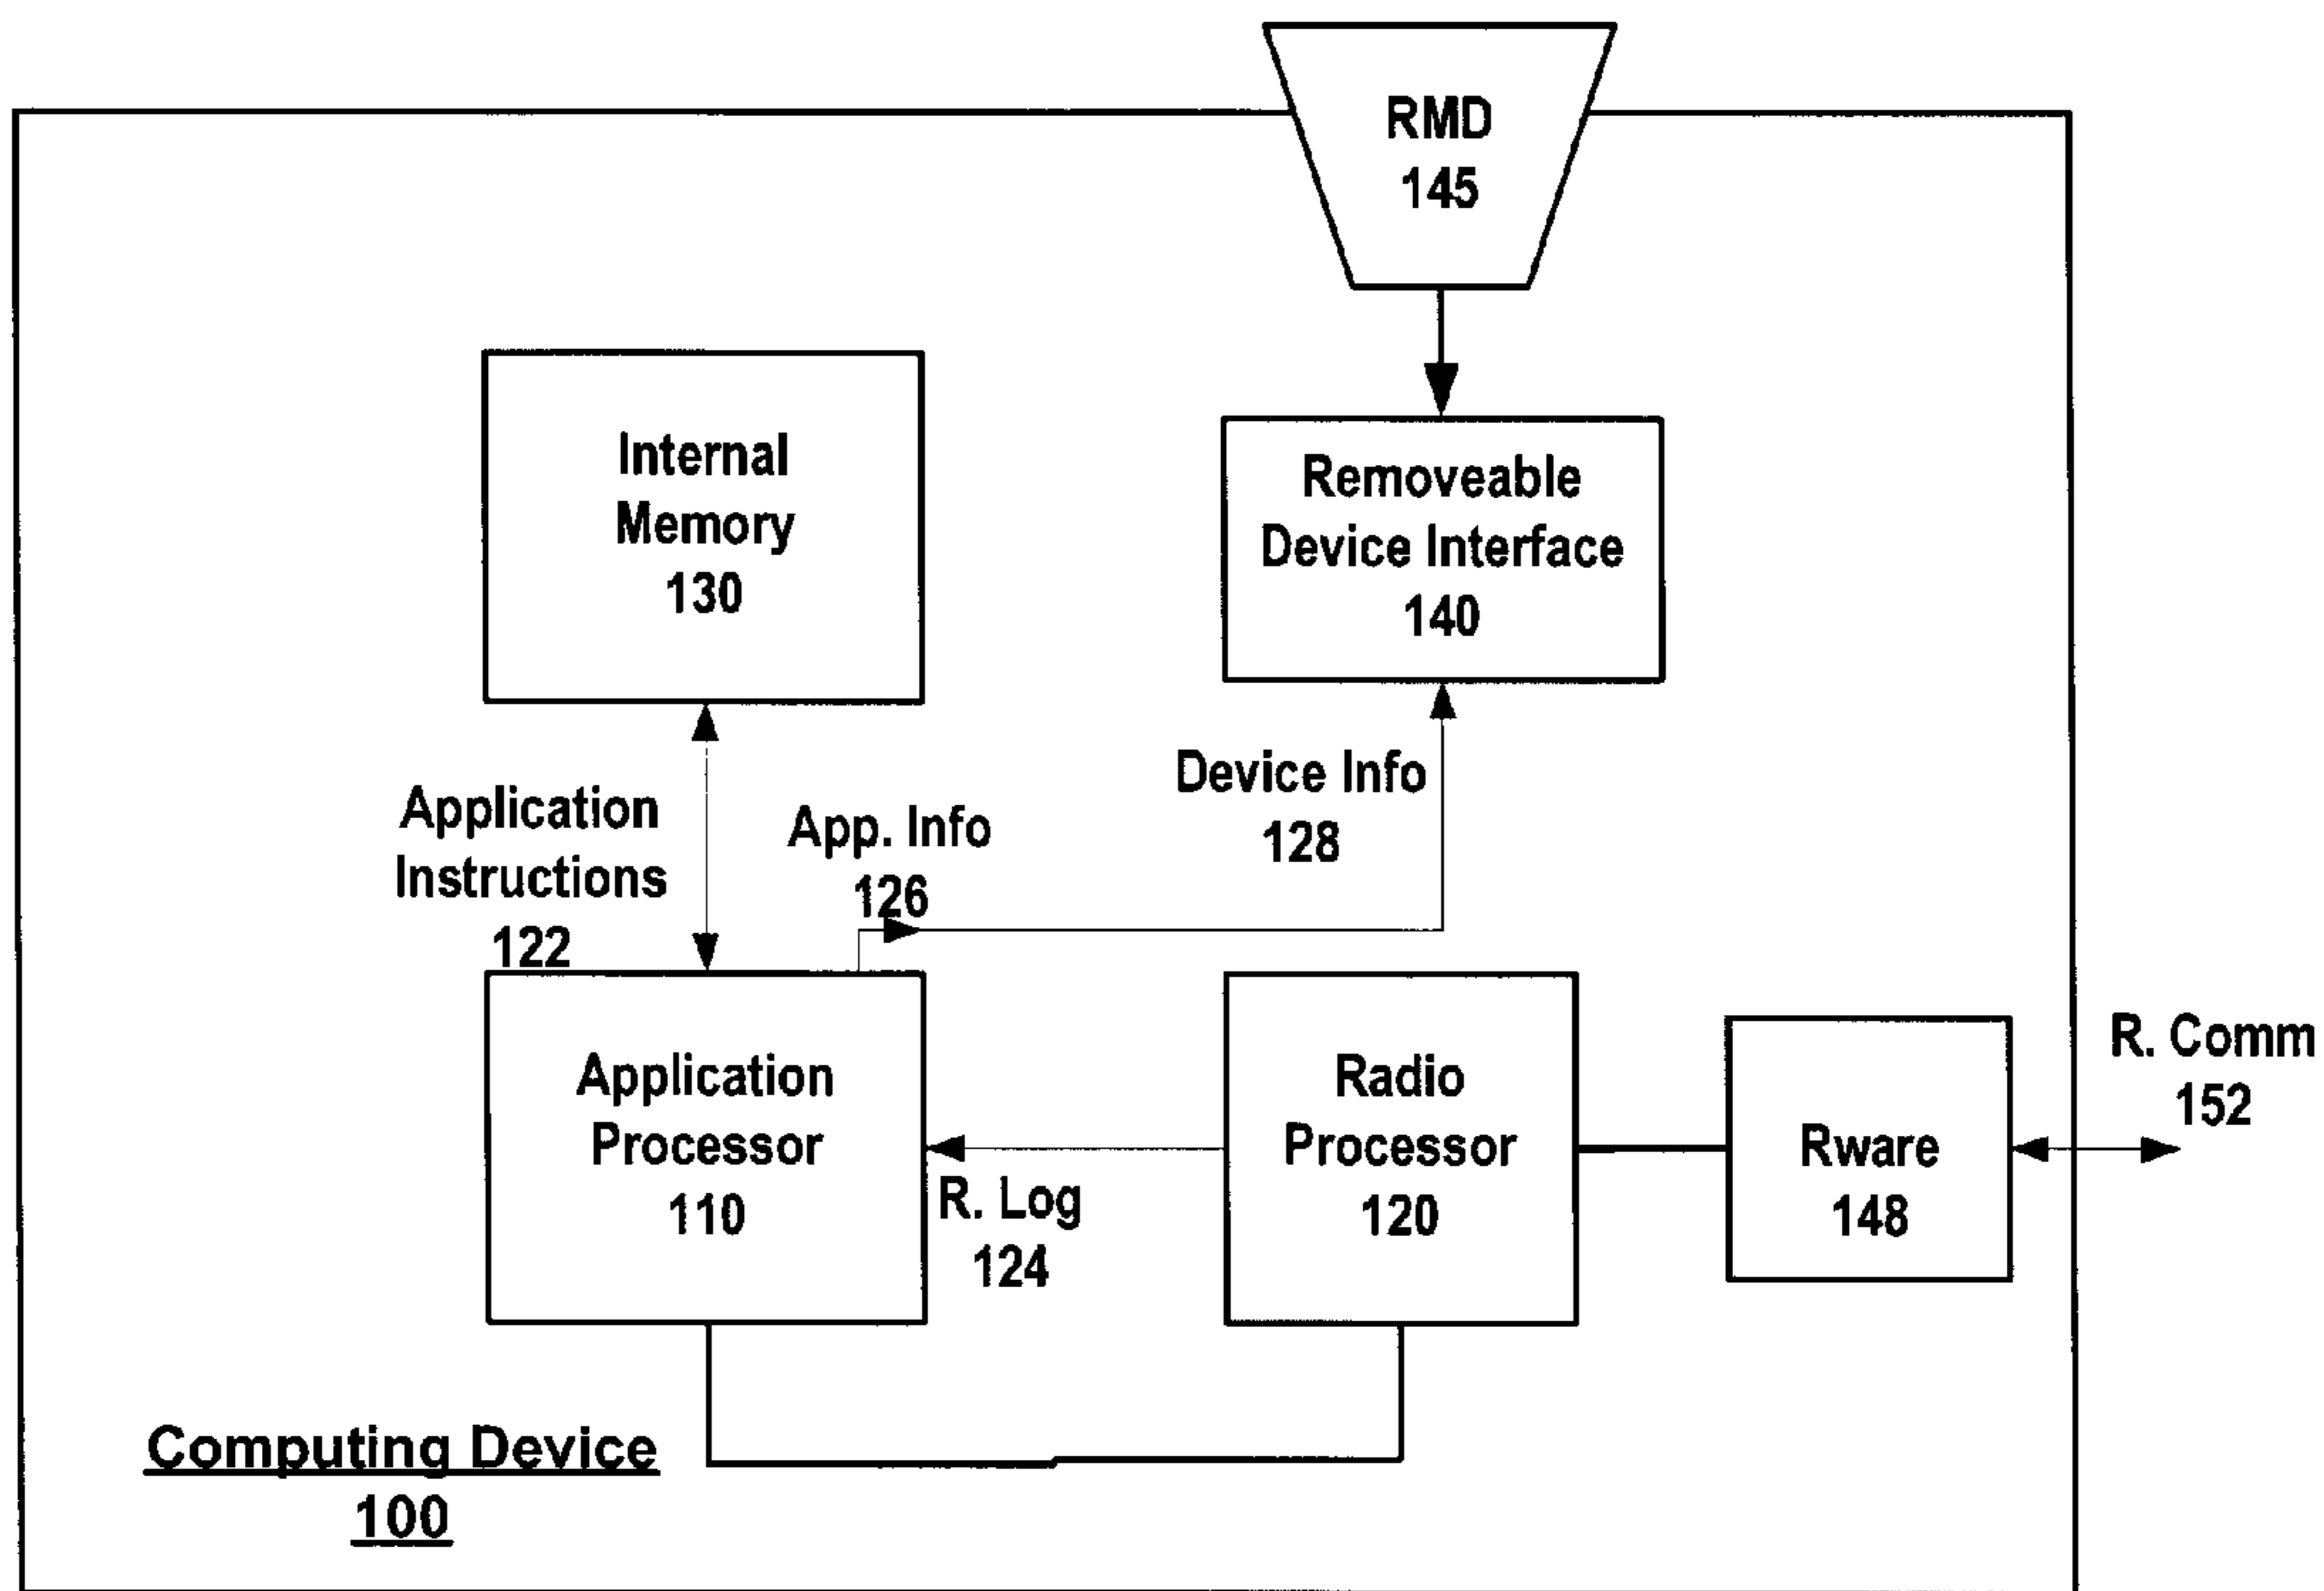 RMD
145
Internal
Memory
130
Removeable
Device Interface
140
Application
Instructions
122
App. Info
126
Device Info
128
Application
Processor
110
R. Log
124
Radio
Processor
120
Rware
148
R. Comm
152
Computing Device
100